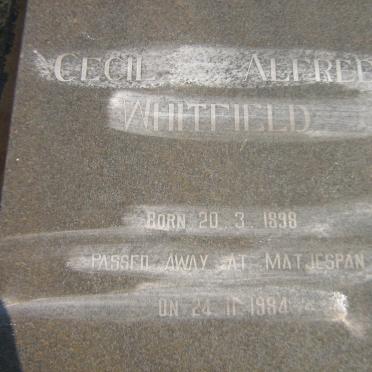 CECIL ALFRED
WHITFIELD
BORN 20 3 1898
PASSED AWAY AT MATJESPAN
ON 24 11 1984